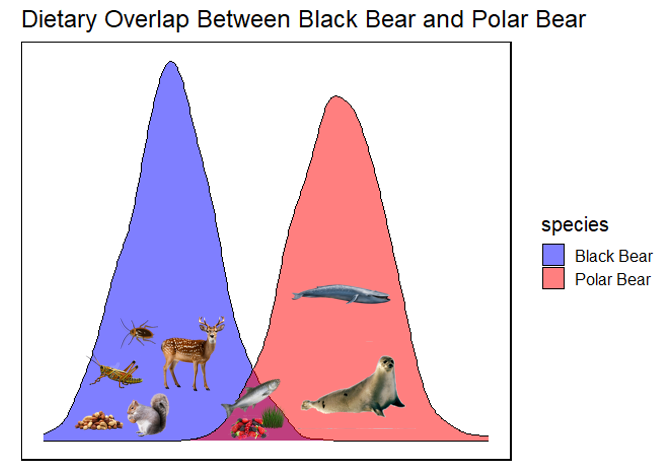 Dietary Overlap Between Black Bear and Polar Bear
species
Black Bear
Polar Bear